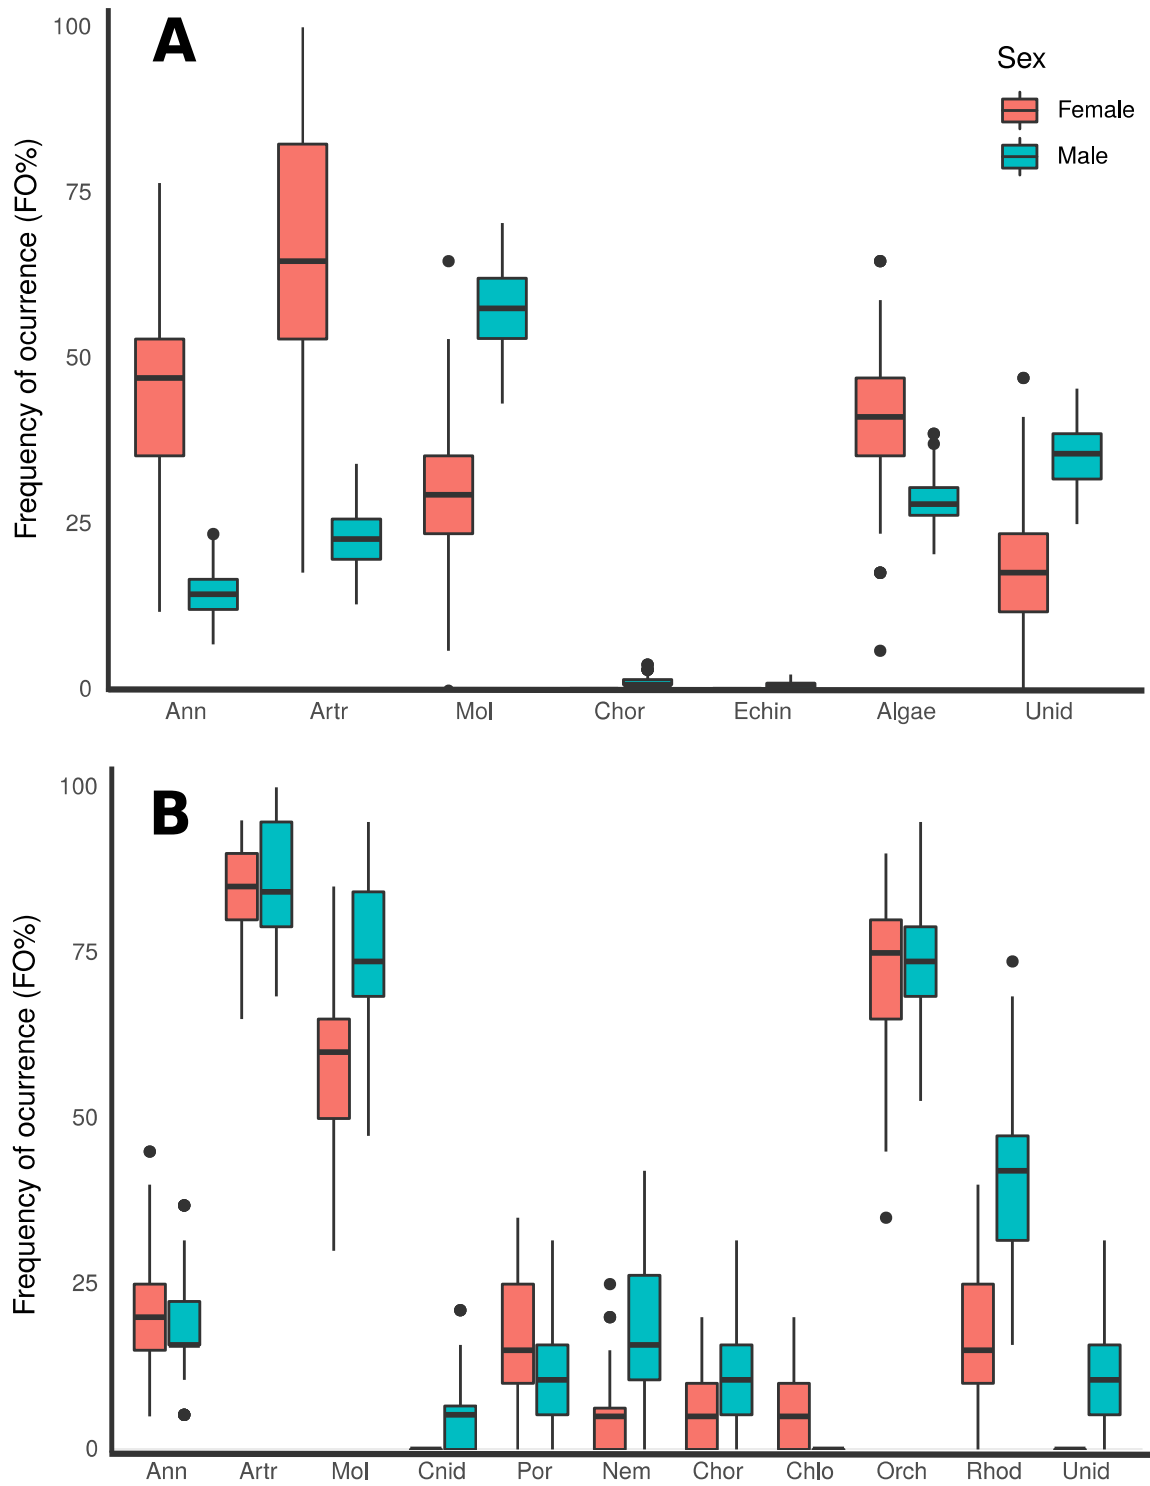 A
100
75
50
25
0
Frequency of ocurrence (FO%)
Sex
Female
Male
Ann Artr Mol Chor Echin Algae Unid
B
100
75
50
25
0
Frequency of ocurrence (FO%)
Ann Artr Mol Cnid Por Nem Chor Chlo Orch Rhod Unid